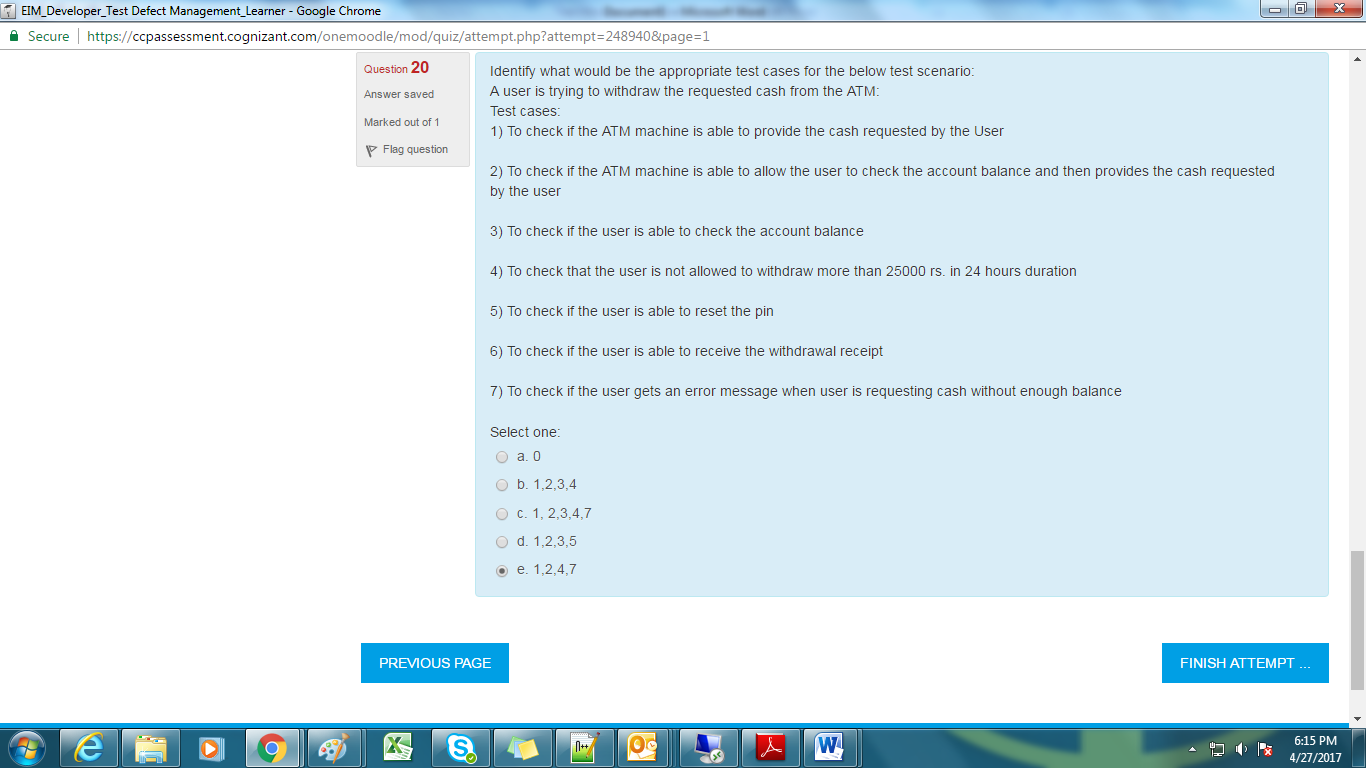 EIM_Developer_Test Defect Management_Learner - Google Chrome
Secure
https://ccpassessment.cognizant.com/onemoodle/mod/quiz/attempt.php?attempt=248940&page=1
Question 20
Answer saved
Marked out of 1
Flag question
Identify what would be the appropriate test cases for the below test scenario:
A user is trying to withdraw the requested cash from the ATM:
Test cases:
1) To check if the ATM machine is able to provide the cash requested by the User
2) To check if the ATM machine is able to allow the user to check the account balance and then provides the cash requested
by the user
3) To check if the user is able to check the account balance
4) To check that the user is not allowed to withdraw more than 25000 rs. in 24 hours duration
5) To check if the user is able to reset the pin
6) To check if the user is able to receive the withdrawal receipt
7) To check if the user gets an error message when user is requesting cash without enough balance
Select one:
a. 0
b. 1,2,3,4
c. 1, 2,3,4,7
d. 1,2,3,5
e. 1,2,4,7
PREVIOUS PAGE
FINISH ATTEMPT ...
6:15 PM
4/27/2017